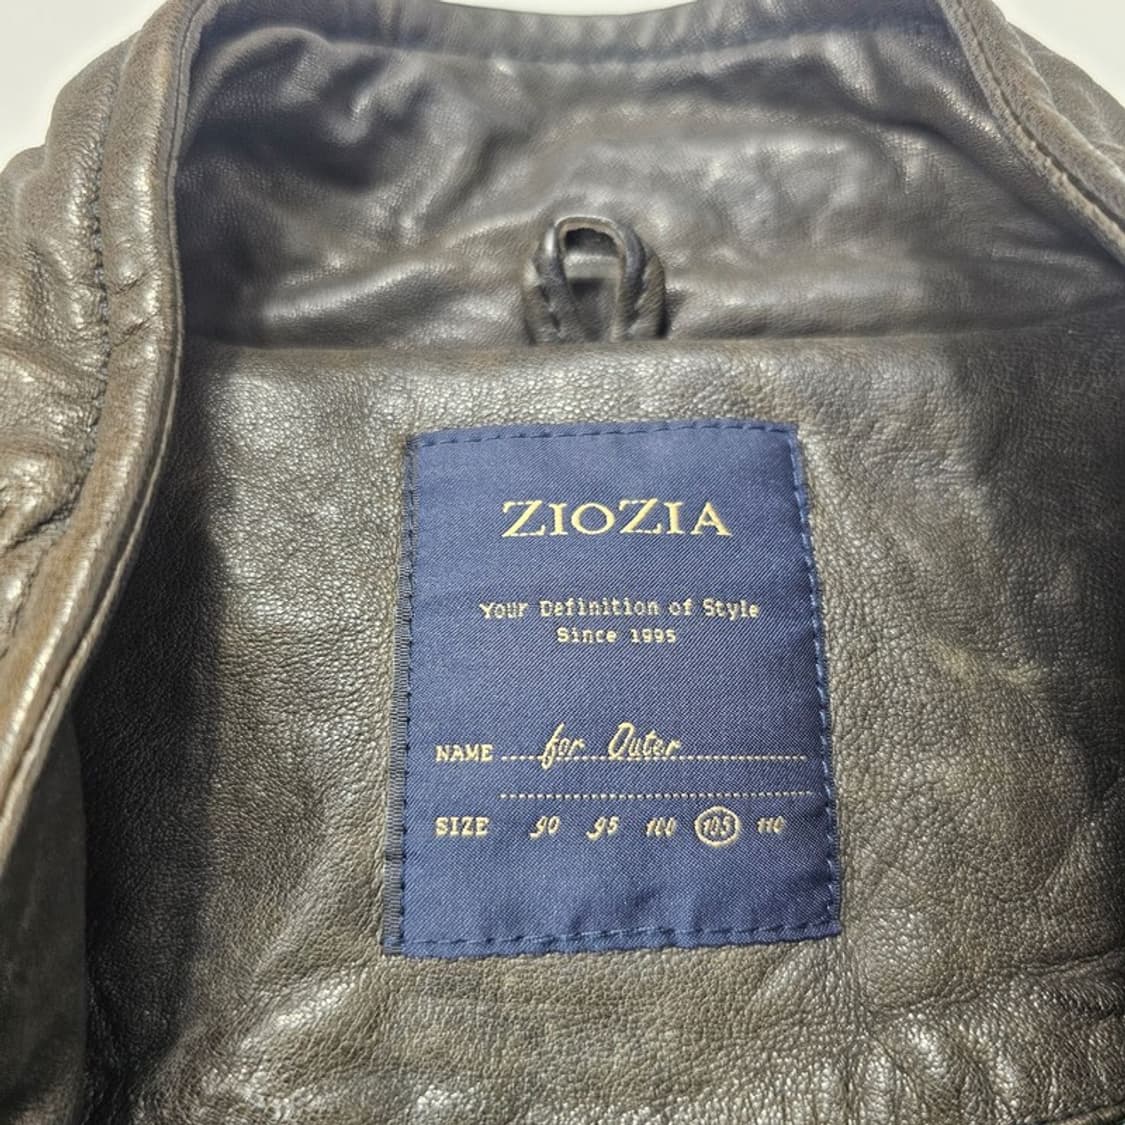 ZIOZIA
Your Definition of Style
Since 1995
NAME for Outer
SIZE 90 95 100 105 110